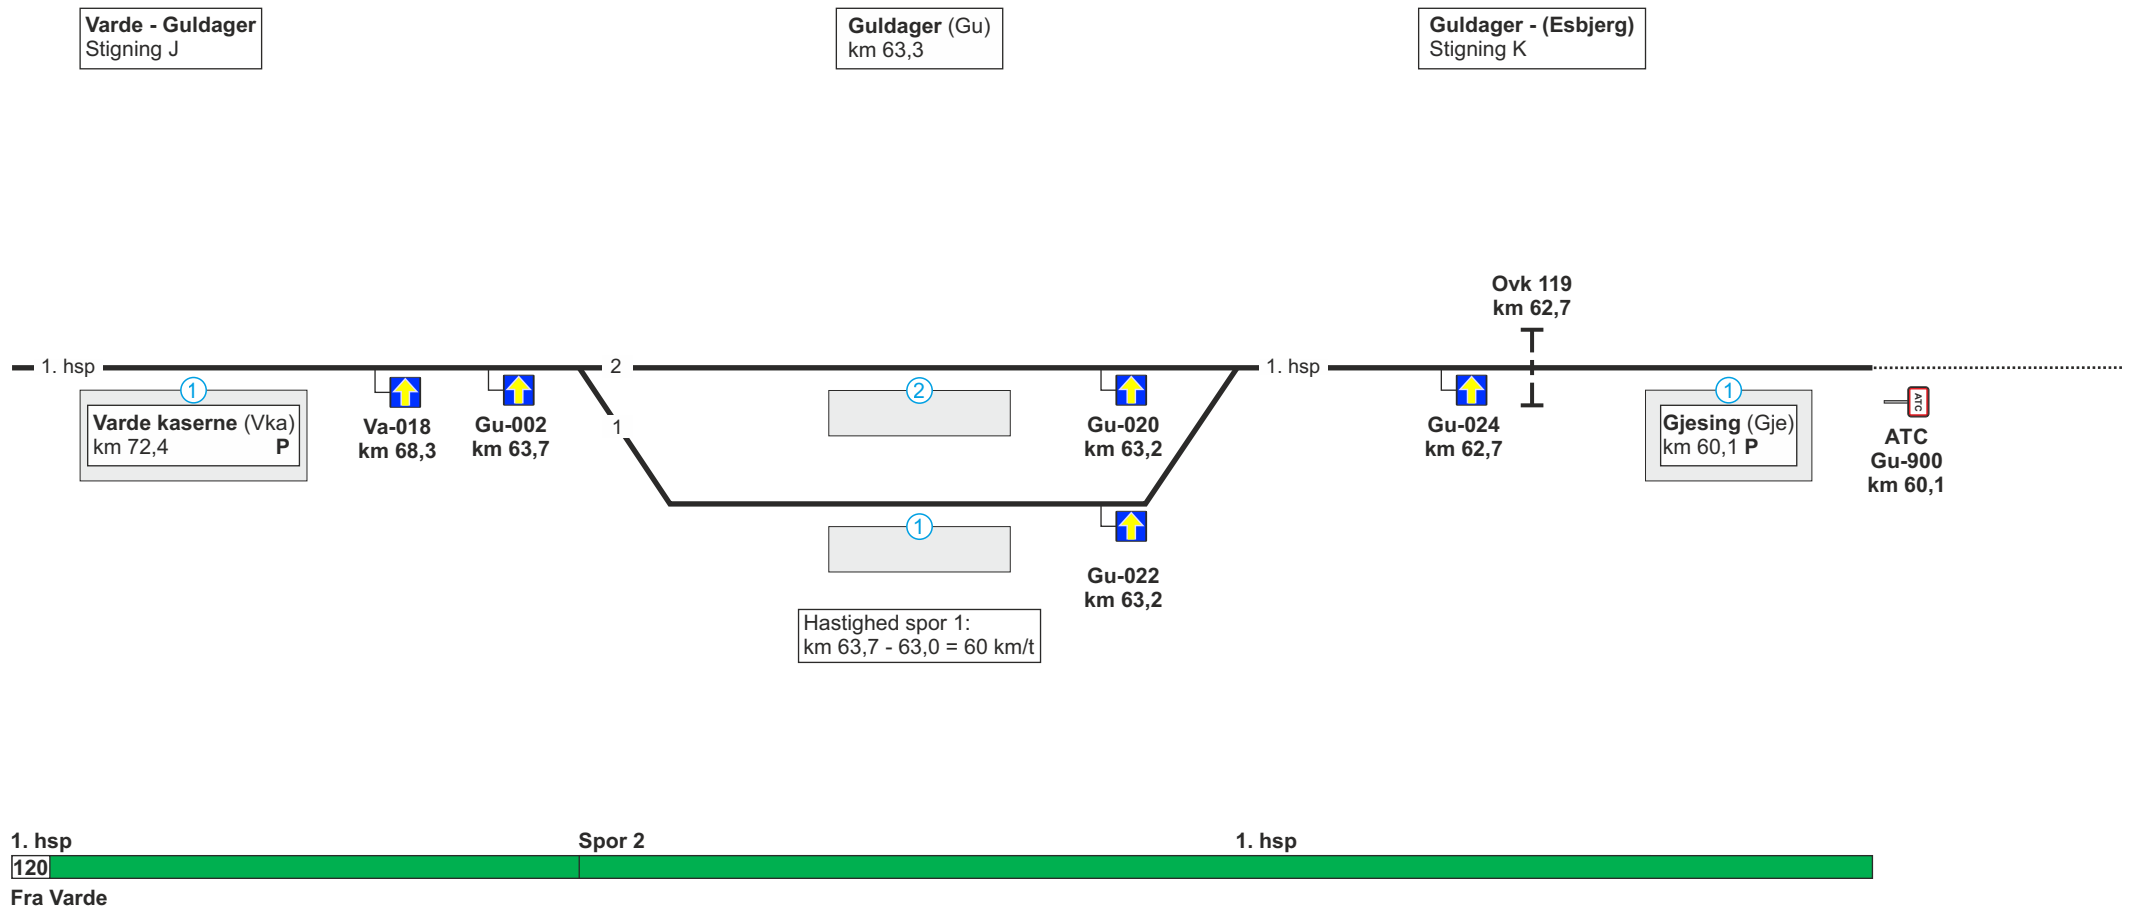 Varde - Guldager
Stigning J
Guldager (Gu)
km 63,3
Guldager - (Esbjerg)
Stigning K
Ovk 119
km 62,7
1. hsp
2
1. hsp
1
Varde kaserne (Vka)
km 72,4 P
Va-018
km 68,3
Gu-002
km 63,7
1
2
Gu-020
km 63,2
Gu-024
km 62,7
1
Gjesing (Gje)
km 60,1 P
ATC
ATC
Gu-900
km 60,1
1
Gu-022
km 63,2
Hastighed spor 1:
km 63,7 - 63,0 = 60 km/t
1. hsp
Spor 2
1. hsp
120
Fra Varde